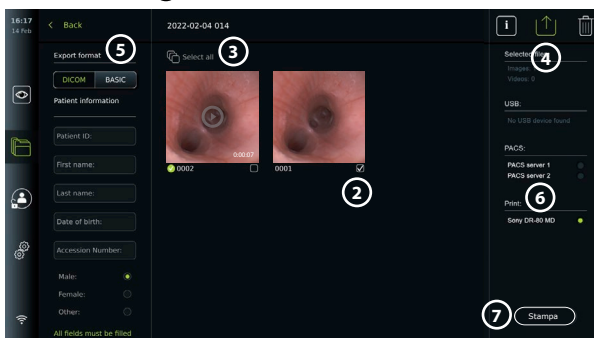 16:17
14 Feb
Back
2022-02-04 014
i
Export format
5
DICOM
BASIC
Patient information
Patient ID:
First name:
Last name:
Date of birth:
Accession Number:
Male:
Female:
Other:
All fields must be filled
Select all
3
0:00:07
0002
0001
2
4
Selected files:
Images:
Videos: 0
USB:
No USB device found
PACS:
PACS server 1
PACS server 2
6
Print:
Sony DR-80 MD
7
Stampa